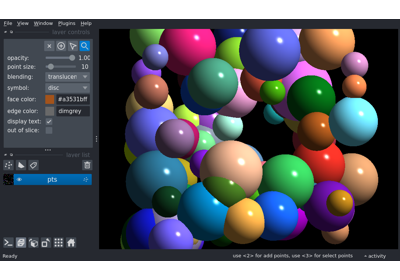 File View Window Plugins Help
layer controls
opacity: 1.00
point size: 10
blending: translucen
symbol: disc
face color: #a3531bff
edge color: dimgrey
display text:
out of slice:
layer list
pts
Ready use <2> for add points, use <3> for select points activity